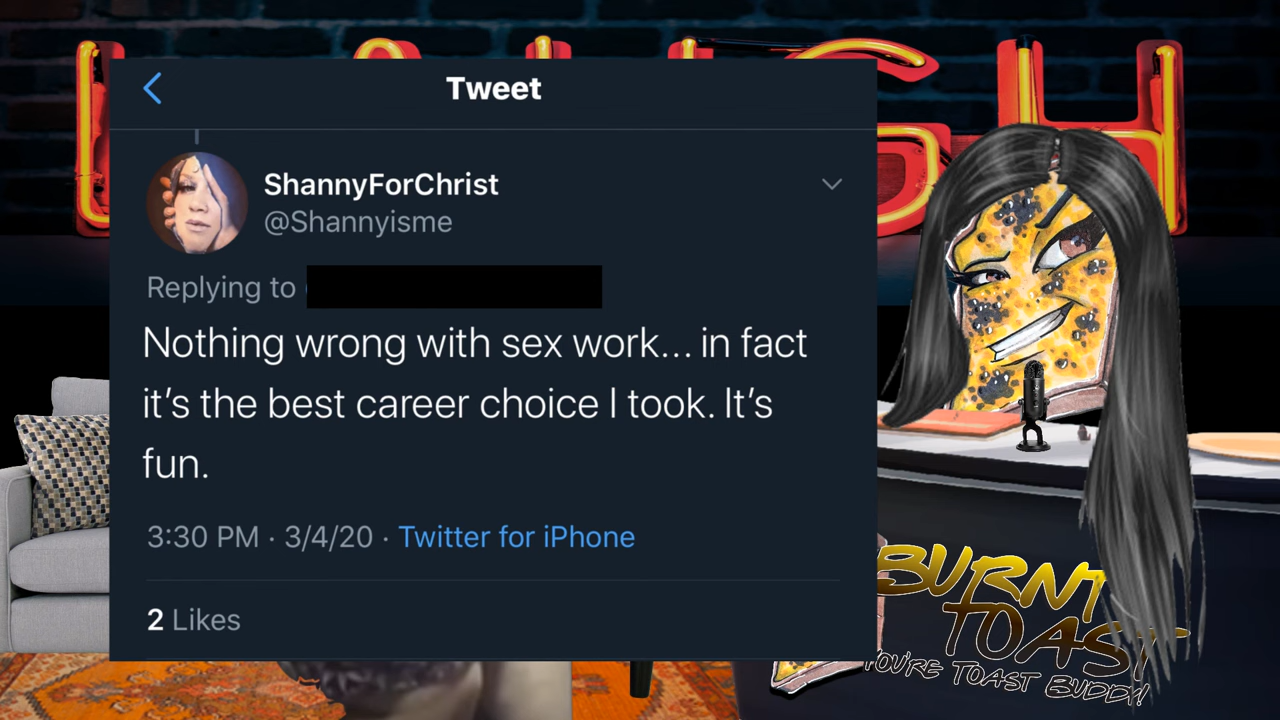 Tweet
ShannyForChrist
@Shannyisme
Replying to
Nothing wrong with sex work... in fact
it's the best career choice I took. It's
fun.
3:30 PM · 3/4/20 · Twitter for iPhone
2 Likes
BURNT
TOAST
YOU'RE TOAST BUDDY!